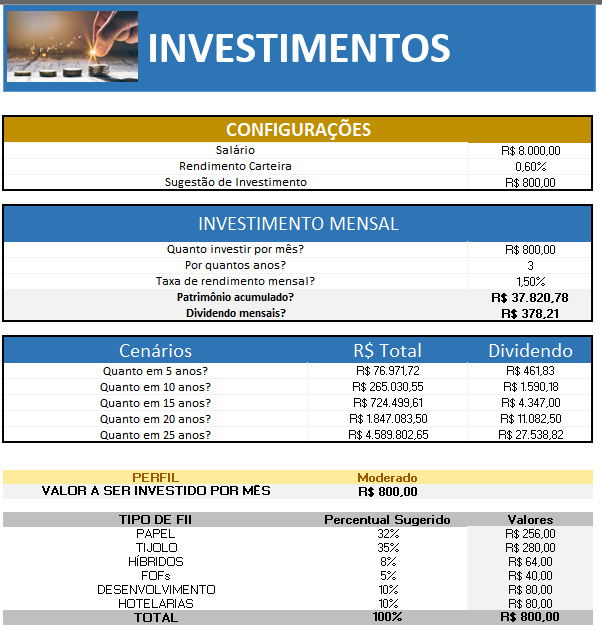 INVESTIMENTOS
CONFIGURAÇÕES
Salário R$ 8.000,00
Rendimento Carteira 0,60%
Sugestão de Investimento R$ 800,00
INVESTIMENTO MENSAL
Quanto investir por mês? R$ 800,00
Por quantos anos? 3
Taxa de rendimento mensal? 1,50%
Patrimônio acumulado? R$ 37.820,78
Dividendo mensais? R$ 378,21
Cenários R$ Total Dividendo
Quanto em 5 anos? R$ 76.971,72 R$ 461,83
Quanto em 10 anos? R$ 265.030,55 R$ 1.590,18
Quanto em 15 anos? R$ 724.499,61 R$ 4.347,00
Quanto em 20 anos? R$ 1.847.083,50 R$ 11.082,50
Quanto em 25 anos? R$ 4.589.802,65 R$ 27.538,82
PERFIL Moderado
VALOR A SER INVESTIDO POR MÊS R$ 800,00
TIPO DE FII Percentual Sugerido Valores
PAPEL 32% R$ 256,00
TIJOLO 35% R$ 280,00
HÍBRIDOS 8% R$ 64,00
FOFs 5% R$ 40,00
DESENVOLVIMENTO 10% R$ 80,00
HOTELARIAS 10% R$ 80,00
TOTAL 100% R$ 800,00